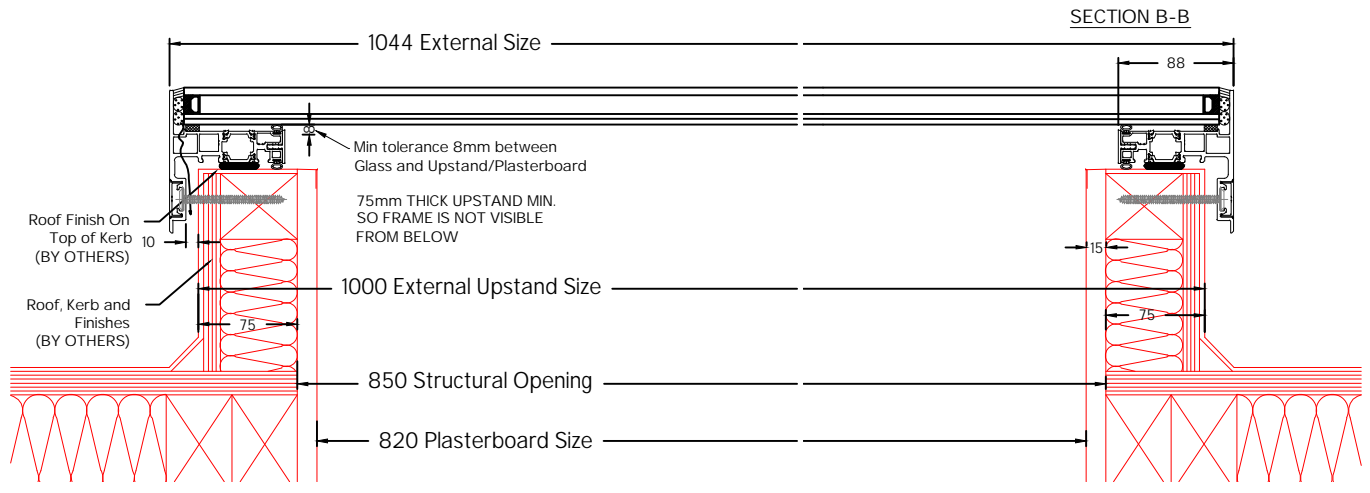 SECTION B-B
1044 External Size
88
8
Min tolerance 8mm between
Glass and Upstand/Plasterboard
75mm THICK UPSTAND MIN.
SO FRAME IS NOT VISIBLE
FROM BELOW
Roof Finish On
Top of Kerb
(BY OTHERS)
10
15
1000 External Upstand Size
Roof, Kerb and
Finishes
(BY OTHERS)
75
75
850 Structural Opening
820 Plasterboard Size